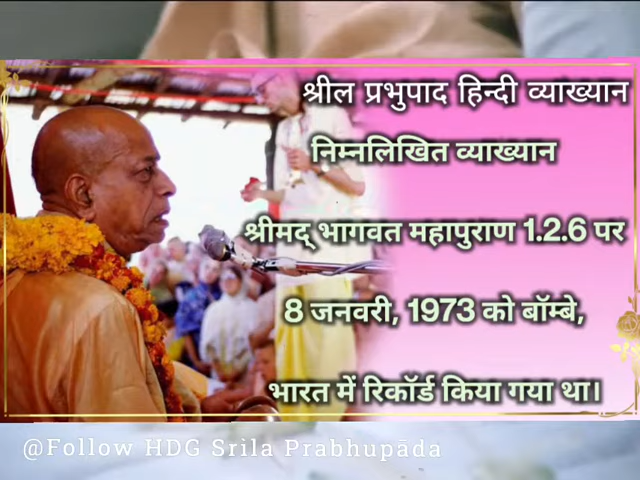 श्रील प्रभुपाद हिन्दी व्याख्यान
निम्नलिखित व्याख्यान
श्रीमद् भागवत महापुराण 1.2.6 पर
8 जनवरी, 1973 को बॉम्बे,
भारत में रिकॉर्ड किया गया था।
@Follow HDG Srila Prabhupāda